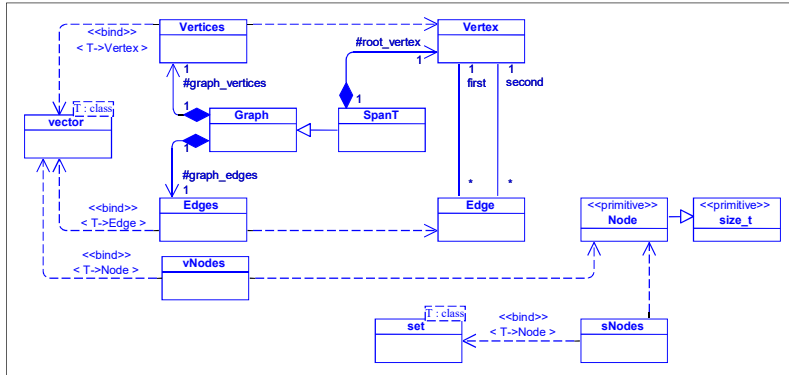 Vertices
Vertex
<<bind>>
< T->Vertex >
#root_vertex
1
1
1
1
first
second
#graph_vertices
T : class
vector
1
Graph
1
SpanT
1
#graph_edges
1
*
*
<<bind>>
< T->Edge >
Edges
Edge
<<primitive>>
Node
<<primitive>>
size_t
<<bind>>
< T->Node >
vNodes
T : class
set
<<bind>>
< T->Node >
sNodes